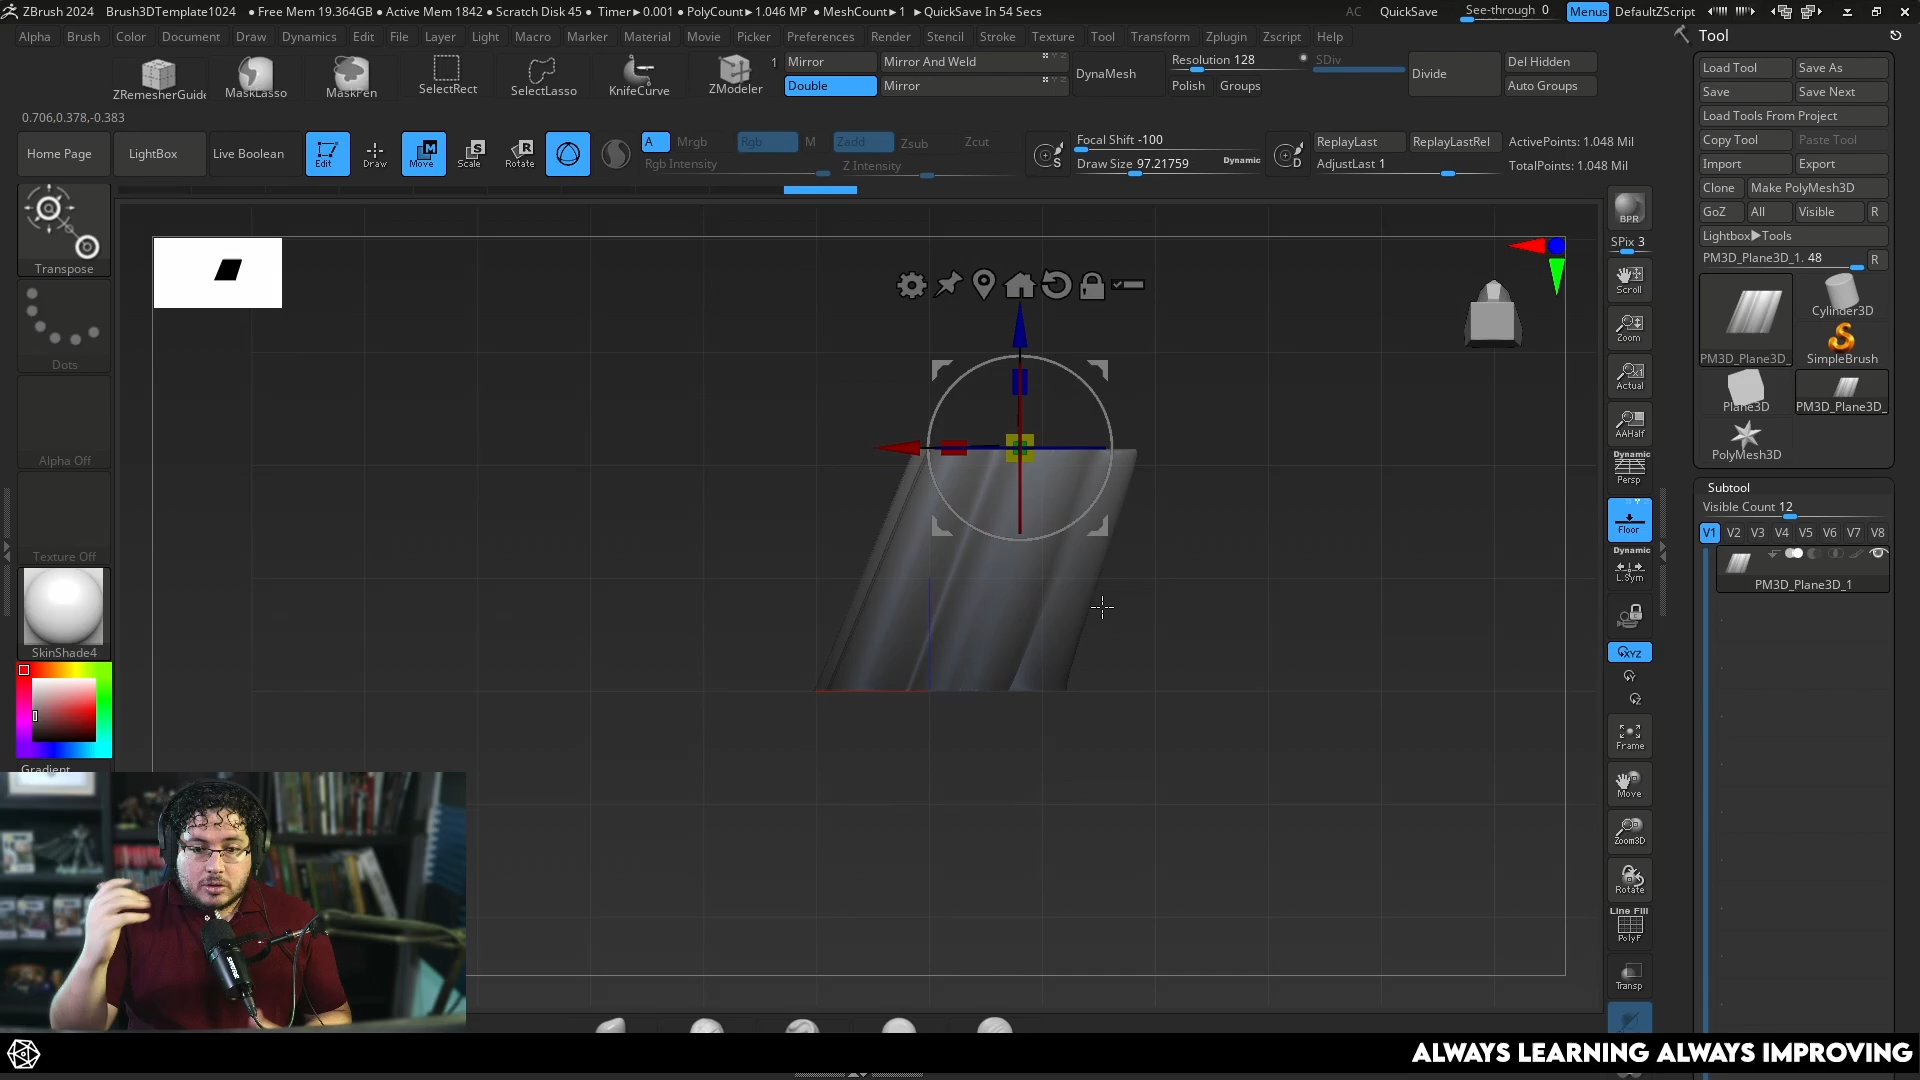 ZBrush 2024 Brush3DTemplate1024 ● Free Mem 19.364GB ● Active Mem 1842 ● Scratch Disk 45 ● Timer▸0.001 ● PolyCount▸1.046 MP ● MeshCount▸1 ▸QuickSave In 54 Secs AC QuickSave See-through 0 Menus DefaultZScript
Alpha Brush Color Document Draw Dynamics Edit File Layer Light Macro Marker Material Movie Picker Preferences Render Stencil Stroke Texture Tool Transform Zplugin Zscript Help
ZRemesherGuide MaskLasso MaskPen SelectRect SelectLasso KnifeCurve ZModeler 1
Mirror Mirror And Weld
Double Mirror
DynaMesh Resolution 128 SDiv Divide Del Hidden
Polish Groups Auto Groups
0.706,0.378,-0.383
Home Page LightBox Live Boolean Edit Draw Move Scale Rotate
A Mrgb Rgb M Zadd Zsub Zcut
Rgb Intensity Z Intensity
S Focal Shift -100
Draw Size 97.21759 Dynamic
D ReplayLast ReplayLastRel ActivePoints: 1.048 Mil
AdjustLast 1 TotalPoints: 1.048 Mil
Transpose
Dots
Alpha Off
Texture Off
SkinShade4
Gradient
BPR
SPix 3
Scroll
Zoom
Actual
AAHalf
Dynamic
Persp
Floor
Dynamic
L.Sym
XYZ
Y
Z
Frame
Move
Zoom3D
Rotate
Line Fill
PolyF
Transp
Tool
Load Tool Save As
Save Save Next
Load Tools From Project
Copy Tool Paste Tool
Import Export
Clone Make PolyMesh3D
GoZ All Visible R
Lightbox▶Tools
PM3D_Plane3D_1. 48 R
PM3D_Plane3D_ Cylinder3D
SimpleBrush
Plane3D PM3D_Plane3D_
PolyMesh3D
Subtool
Visible Count 12
V1 V2 V3 V4 V5 V6 V7 V8
PM3D_Plane3D_1
ALWAYS LEARNING ALWAYS IMPROVING